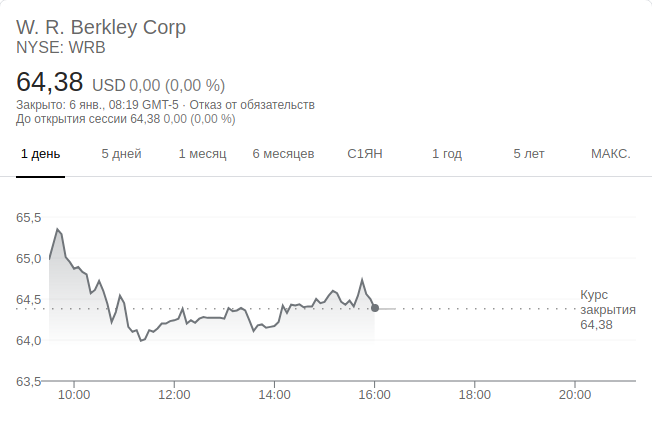 W. R. Berkley Corp
NYSE: WRB
64,38 USD 0,00 (0,00 %)
Закрыто: 6 янв., 08:19 GMT-5 · Отказ от обязательств
До открытия сессии 64,38 0,00 (0,00 %)
1 день 5 дней 1 месяц 6 месяцев С1ЯН 1 год 5 лет МАКС.
65,5
65,0
64,5
64,0
63,5
Курс
закрытия
64,38
10:00 12:00 14:00 16:00 18:00 20:00